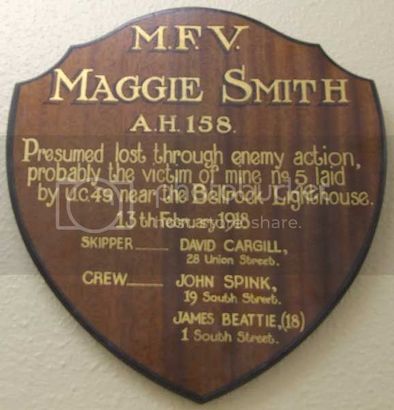 M.F.V.
MAGGIE SMITH
A.H. 158.
Presumed lost through enemy action,
probably the victim of mine no 5 laid
by U.C.49 near the Bellrock Lighthouse.
13th February 1918
SKIPPER DAVID CARGILL,
28 Union Street.
CREW JOHN SPINK,
19 South Street.
JAMES BEATTIE, (18)
1 South Street.